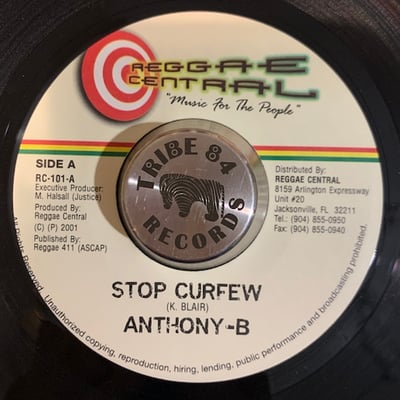 REGGAE
CENTRAL
"Music For The People"
SIDE A
RC-101-A
Executive Producer:
M. Halsall (Justice)
Produced By:
Reggae Central
(C) (P) 2001
Published By:
Reggae 411 (ASCAP)
TRIBE 84
RECORDS
Distributed By:
REGGAE CENTRAL
8159 Arlington Expressway
Unit #20
Jacksonville, FL 32211
Tel: (904) 855-0950
Fax: (904) 855-0940
STOP CURFEW
(K. BLAIR)
ANTHONY-B
All Rights Reserved. Unauthorized copying, reproduction, hiring, lending, public performance and broadcasting prohibited.